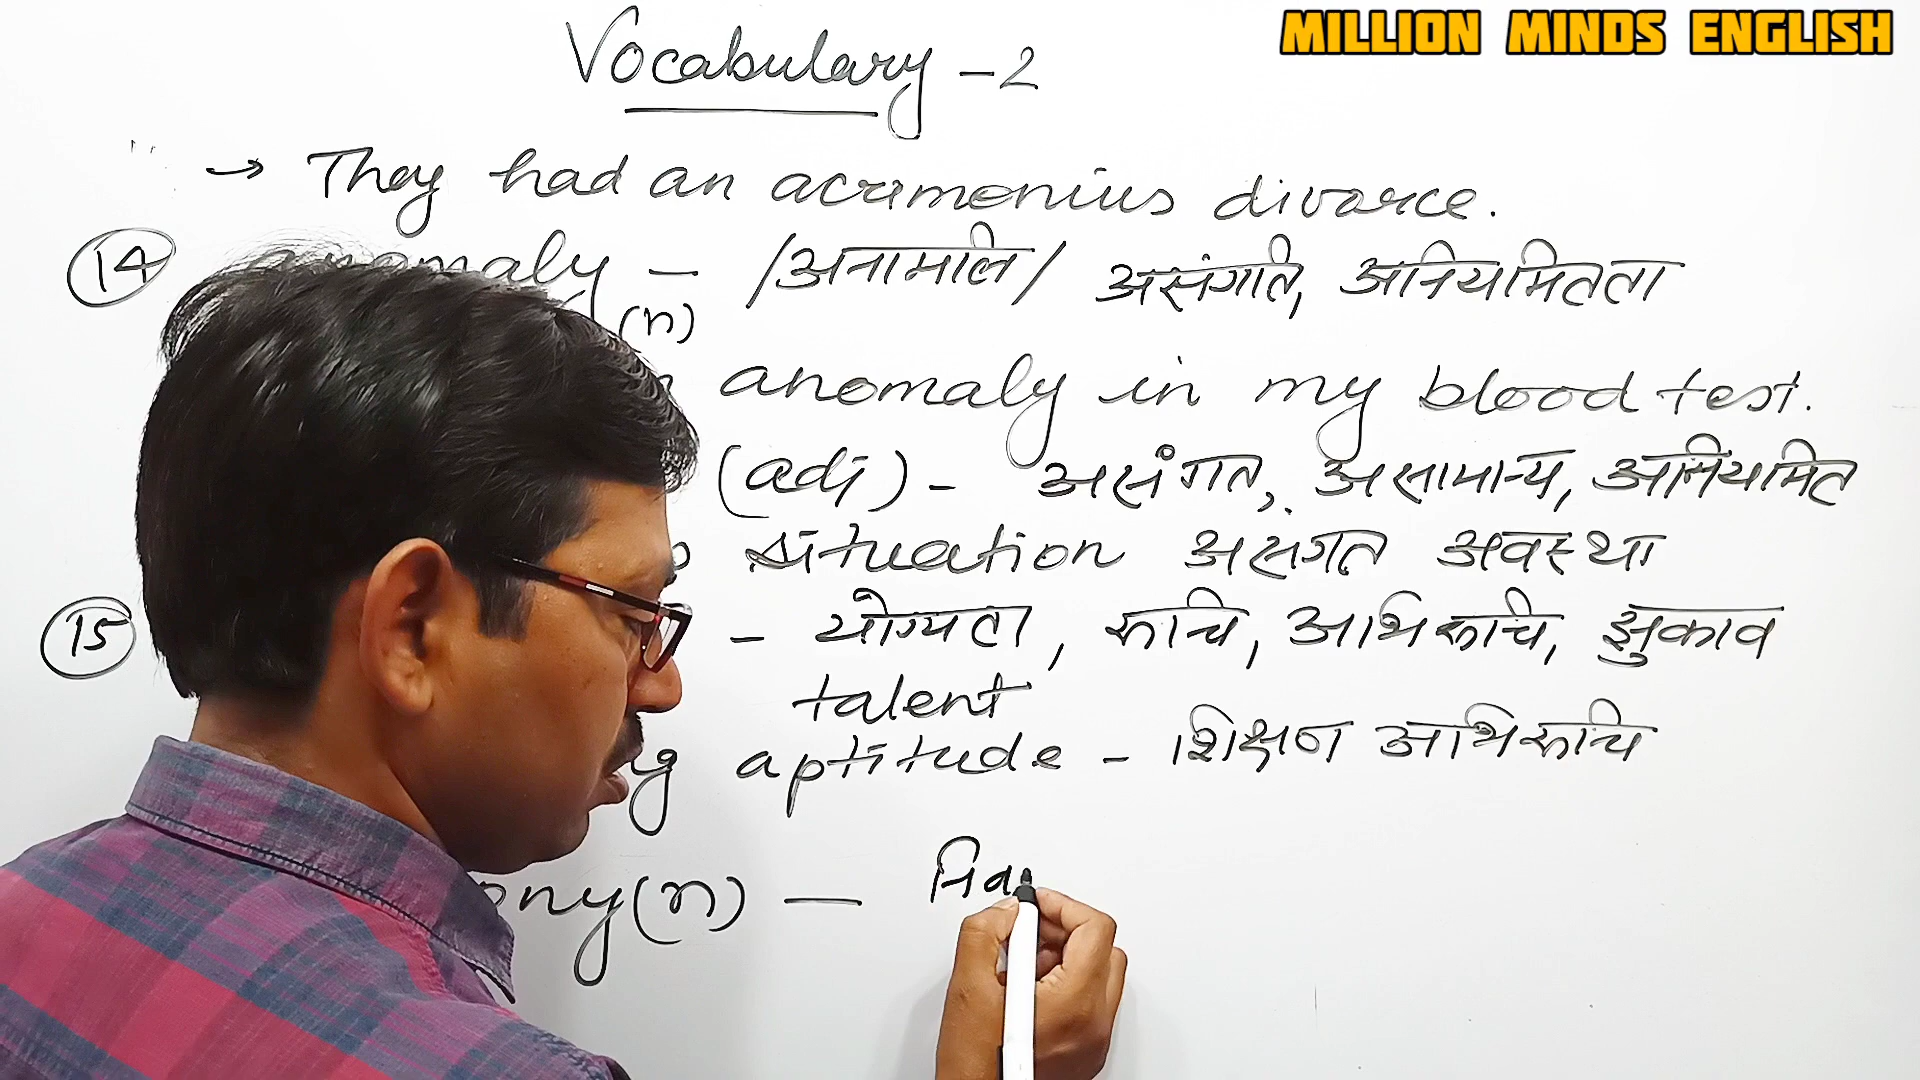 MILLION MINDS ENGLISH
Vocabulary - 2
→ They had an acrimonius divorce.
14 anomaly - /अनामलि/ असंगति, अनियमितता
(n)
anomaly in my blood test.
(adj) - असंगत, असामान्य, अनियमित
situation असंगत अवस्था
15 - योग्यता, रूचि, अभिरूचि, झुकाव
talent
aptitude - शिक्षण अभिरूचि
(n) -